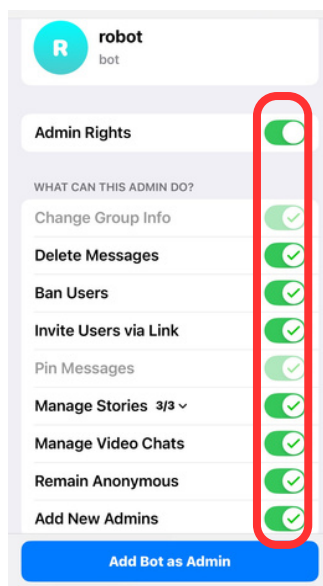 R
robot
bot
Admin Rights
WHAT CAN THIS ADMIN DO?
Change Group Info
Delete Messages
Ban Users
Invite Users via Link
Pin Messages
Manage Stories 3/3
Manage Video Chats
Remain Anonymous
Add New Admins
Add Bot as Admin